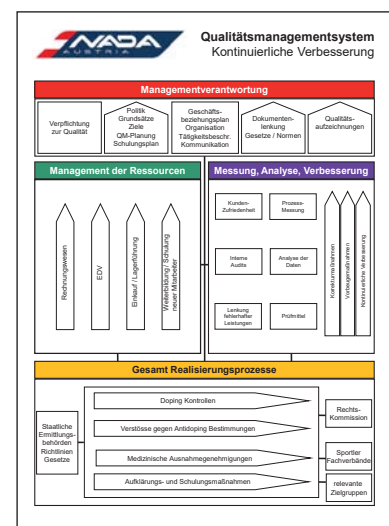 NADA
AUSTRIA
Qualitätsmanagementsystem
Kontinuierliche Verbesserung
Managementverantwortung
Verpflichtung
zur Qualität
Politik
Grundsätze
Ziele
QM-Planung
Schulungsplan
Geschäfts-
beziehungsplan
Organisation
Tätigkeitsbeschr.
Kommunikation
Dokumenten-
lenkung
Gesetze / Normen
Qualitäts-
aufzeichnungen
Management der Ressourcen
Rechnungswesen
EDV
Einkauf / Lagerführung
Weiterbildung / Schulung
neuer Mitarbeiter
Messung, Analyse, Verbesserung
Kunden-
Zufriedenheit
Prozess-
Messung
Interne
Audits
Analyse der
Daten
Lenkung
fehlerhafter
Leistungen
Prüfmittel
Korrekturmaßnahmen
Vorbeugemaßnahmen
Kontinuierliche Verbesserung
Gesamt Realisierungsprozesse
Staatliche
Ermittlungs-
behörden
Richtlinien
Gesetze
Doping Kontrollen
Verstösse gegen Antidoping Bestimmungen
Medizinische Ausnahmegenehmigungen
Aufklärungs- und Schulungsmaßnahmen
Rechts-
Kommission
Sportler
Fachverbände
relevante
Zielgruppen